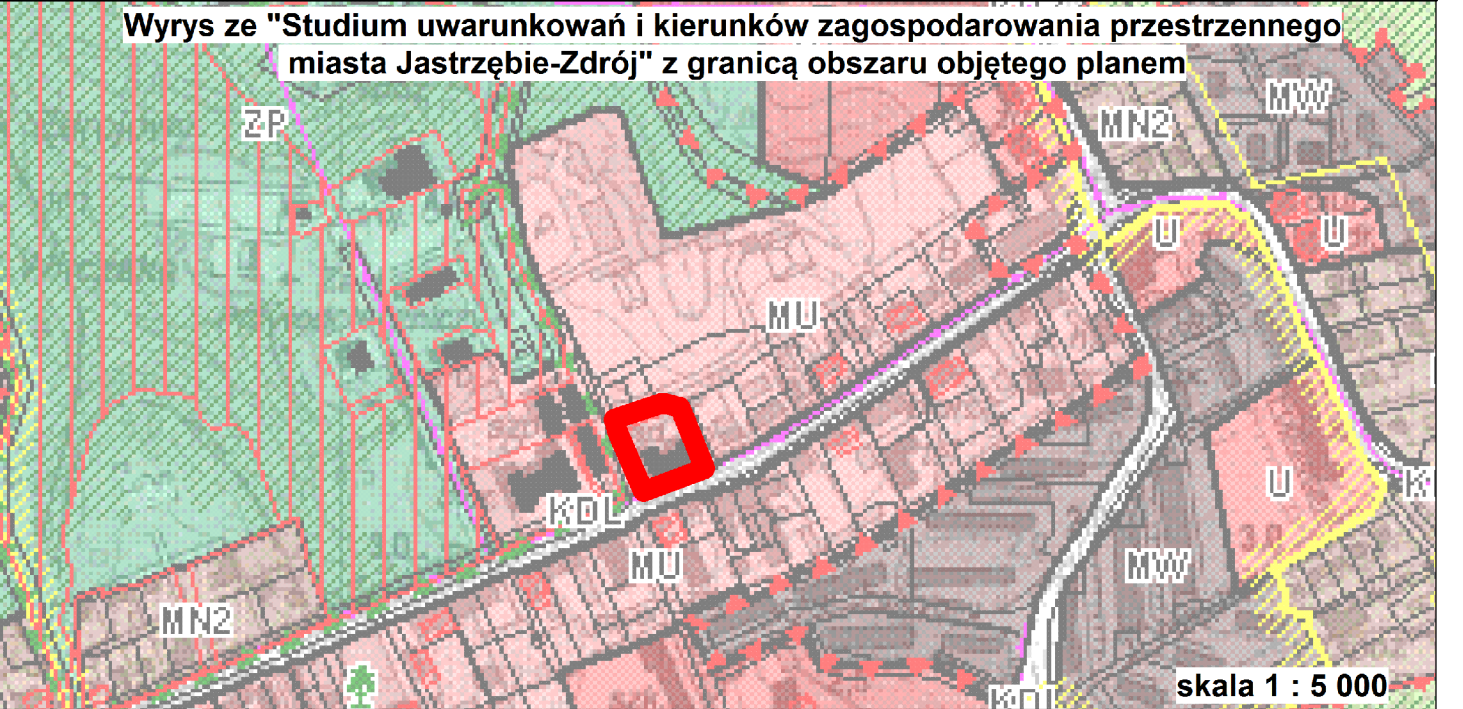 Wyrys ze "Studium uwarunkowań i kierunków zagospodarowania przestrzennego
miasta Jastrzębie-Zdrój" z granicą obszaru objętego planem
ZP
MN2
MW
U
U
MU
KDL
U
MU
MW
MN2
skala 1 : 5 000